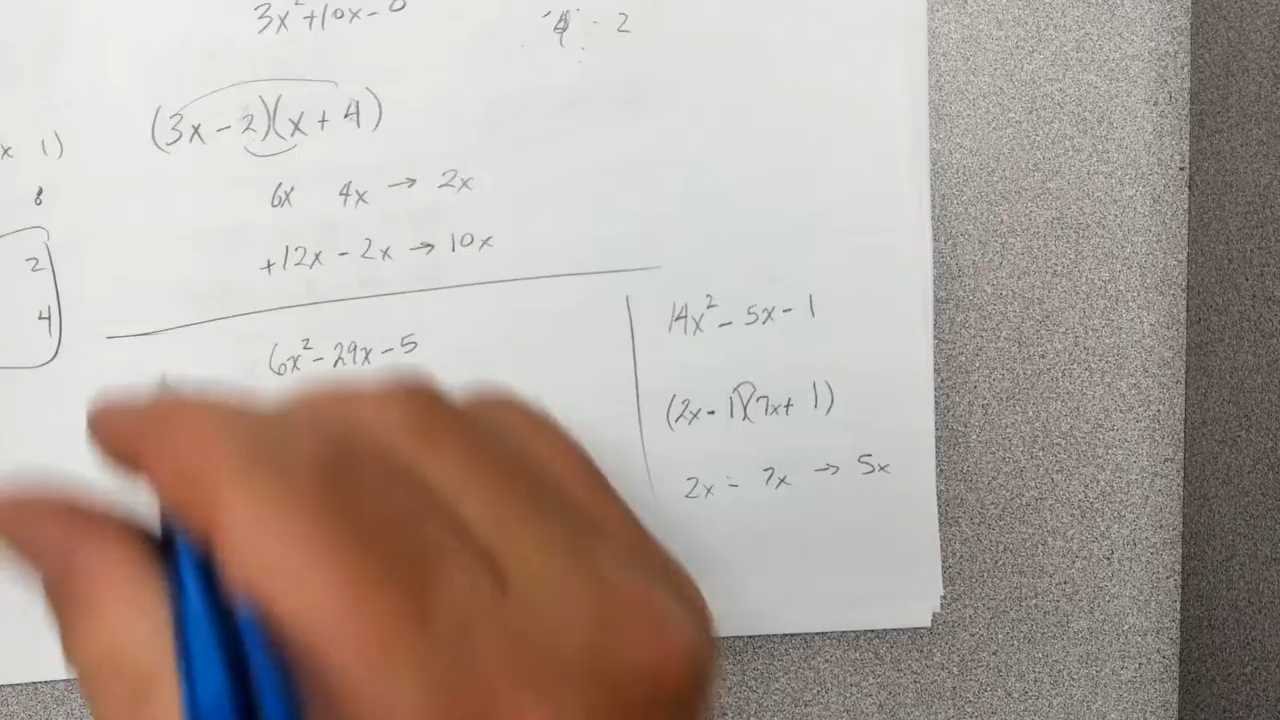 3x²+10x-8
4 - 2
(3x-2)(x+4)
x 1)
8
6x 4x → 2x
+12x - 2x → 10x
2
4
6x² - 29x - 5
14x² - 5x - 1
(2x - 1)(7x + 1)
2x - 7x → 5x